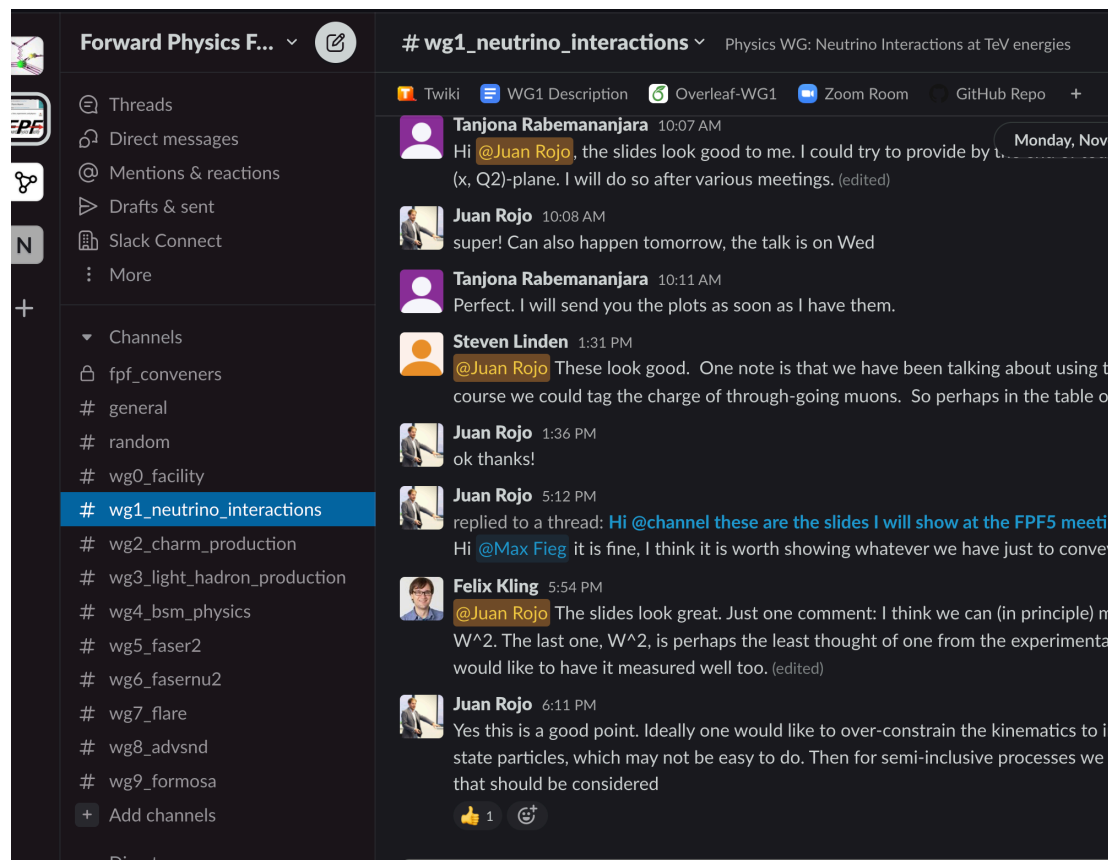 Forward Physics F...
# wg1_neutrino_interactions
Physics WG: Neutrino Interactions at TeV energies
Twiki
WG1 Description
Overleaf-WG1
Zoom Room
GitHub Repo
+
FPF
N
+
Threads
Direct messages
Mentions & reactions
Drafts & sent
Slack Connect
More
Channels
fpf_conveners
# general
# random
# wg0_facility
# wg1_neutrino_interactions
# wg2_charm_production
# wg3_light_hadron_production
# wg4_bsm_physics
# wg5_faser2
# wg6_fasernu2
# wg7_flare
# wg8_advsnd
# wg9_formosa
+ Add channels
Monday, Nov
Tanjona Rabemananjara 10:07 AM
Hi @Juan Rojo, the slides look good to me. I could try to provide by
(x, Q2)-plane. I will do so after various meetings. (edited)
Juan Rojo 10:08 AM
super! Can also happen tomorrow, the talk is on Wed
Tanjona Rabemananjara 10:11 AM
Perfect. I will send you the plots as soon as I have them.
Steven Linden 1:31 PM
@Juan Rojo These look good. One note is that we have been talking about using t
course we could tag the charge of through-going muons. So perhaps in the table o
Juan Rojo 1:36 PM
ok thanks!
Juan Rojo 5:12 PM
replied to a thread: Hi @channel these are the slides I will show at the FPF5 meeti
Hi @Max Fieg it is fine, I think it is worth showing whatever we have just to conve
Felix Kling 5:54 PM
@Juan Rojo The slides look great. Just one comment: I think we can (in principle) m
W^2. The last one, W^2, is perhaps the least thought of one from the experimenta
would like to have it measured well too. (edited)
Juan Rojo 6:11 PM
Yes this is a good point. Ideally one would like to over-constrain the kinematics to i
state particles, which may not be easy to do. Then for semi-inclusive processes we
that should be considered
1